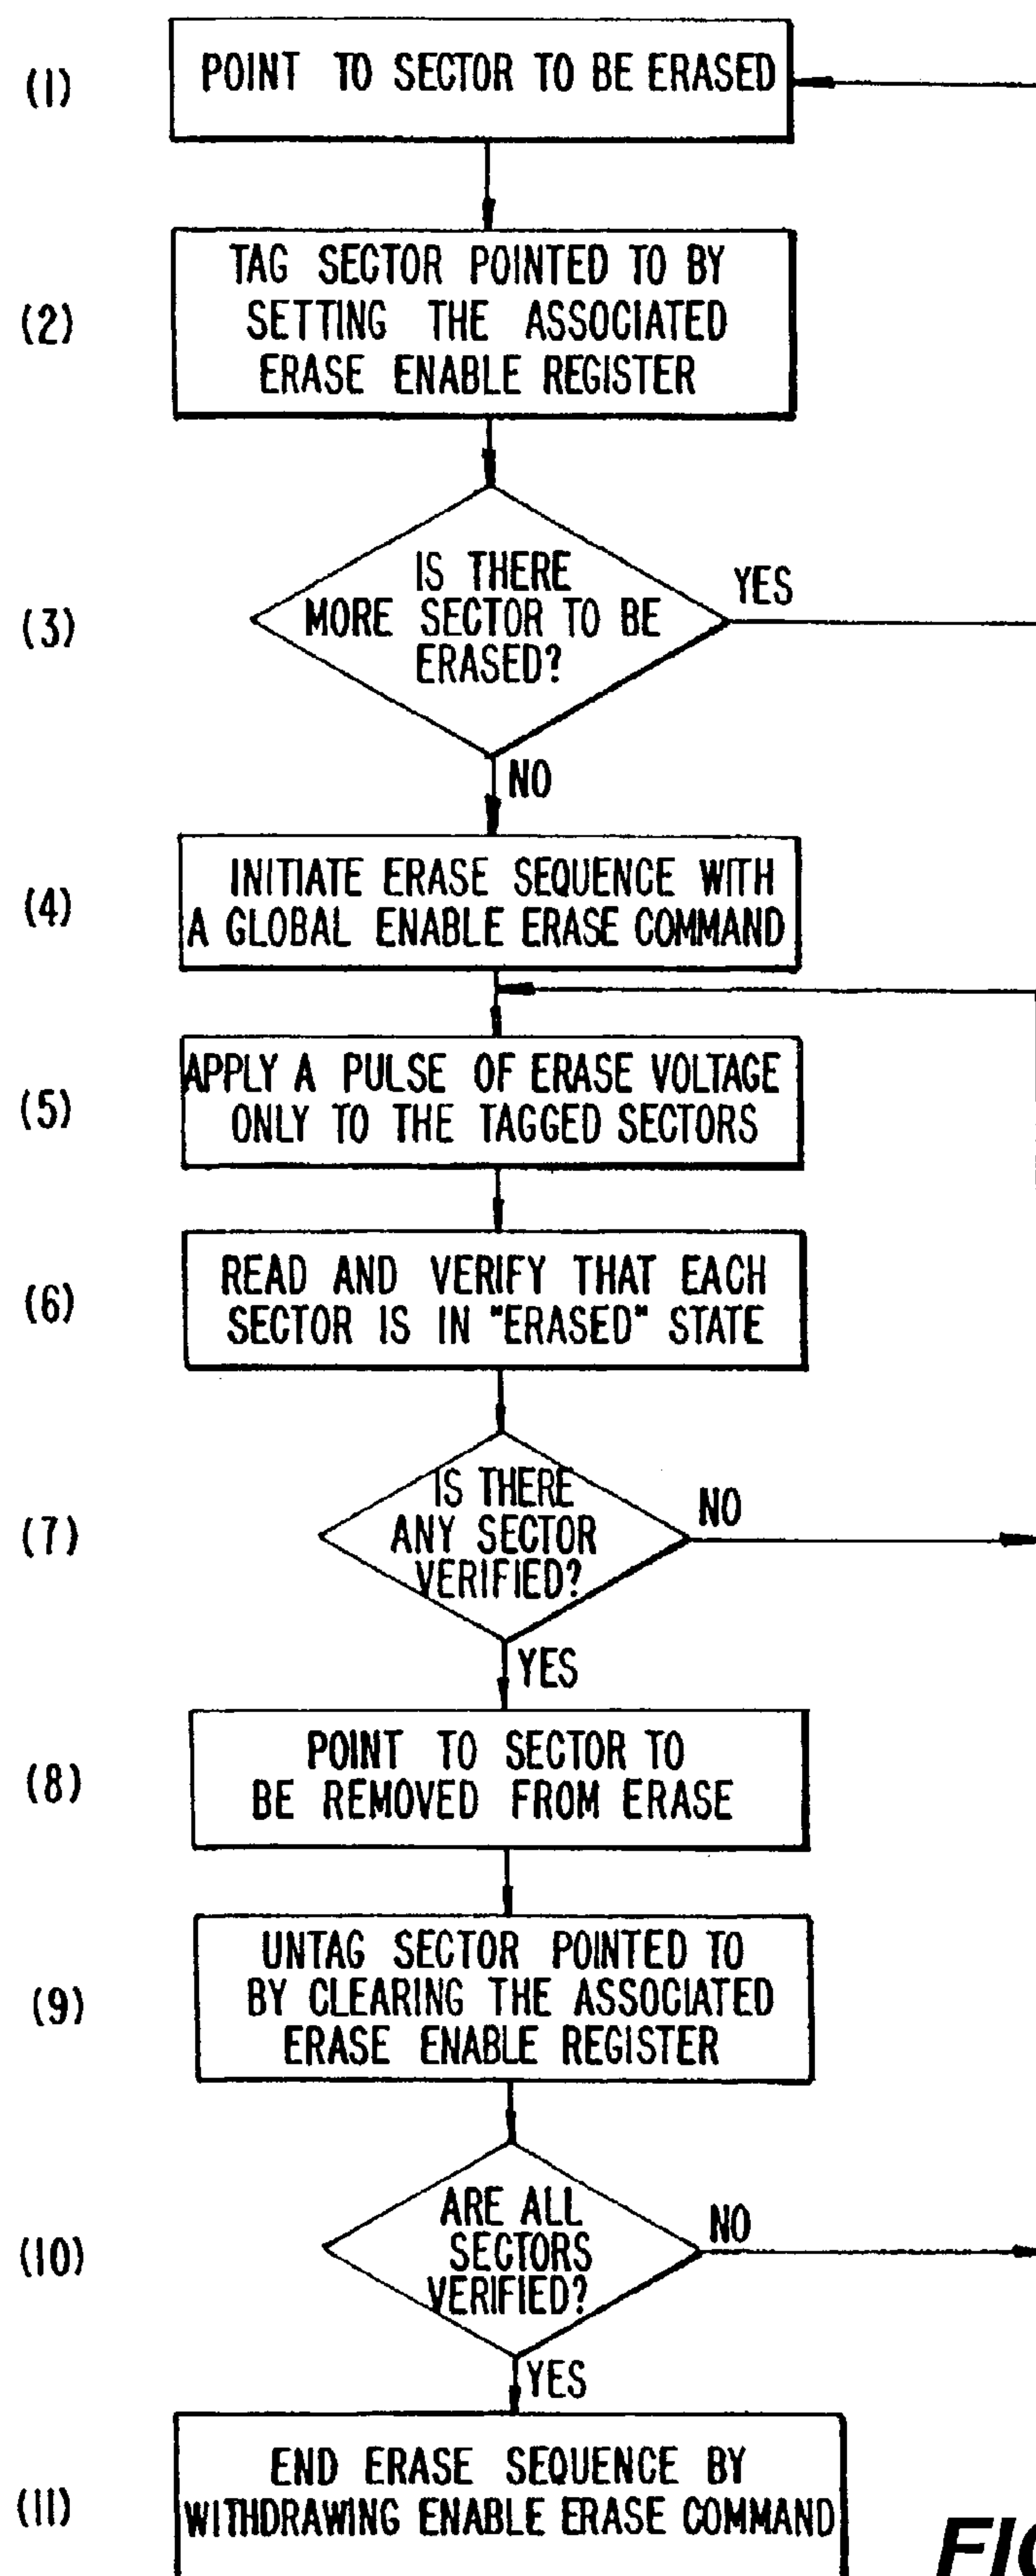 (1)
POINT TO SECTOR TO BE ERASED
(2)
TAG SECTOR POINTED TO BY
SETTING THE ASSOCIATED
ERASE ENABLE REGISTER
(3)
IS THERE
MORE SECTOR TO BE
ERASED?
YES
NO
(4)
INITIATE ERASE SEQUENCE WITH
A GLOBAL ENABLE ERASE COMMAND
(5)
APPLY A PULSE OF ERASE VOLTAGE
ONLY TO THE TAGGED SECTORS
(6)
READ AND VERIFY THAT EACH
SECTOR IS IN "ERASED" STATE
(7)
IS THERE
ANY SECTOR
VERIFIED?
NO
YES
(8)
POINT TO SECTOR TO
BE REMOVED FROM ERASE
(9)
UNTAG SECTOR POINTED TO
BY CLEARING THE ASSOCIATED
ERASE ENABLE REGISTER
(10)
ARE ALL
SECTORS
VERIFIED?
NO
YES
(11)
END ERASE SEQUENCE BY
WITHDRAWING ENABLE ERASE COMMAND